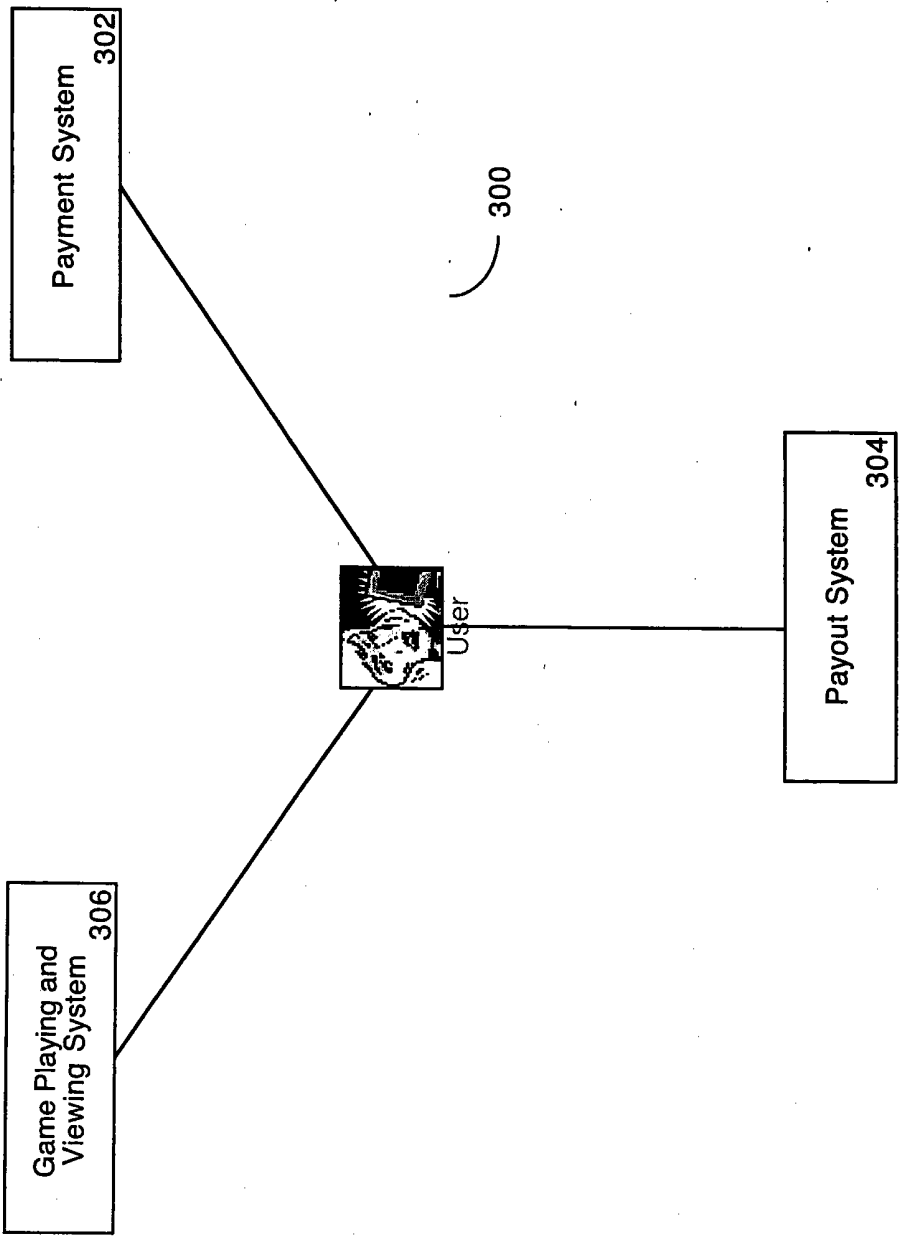 Game Playing and
Viewing System
306
Payment System
302
User
300
Payout System
304